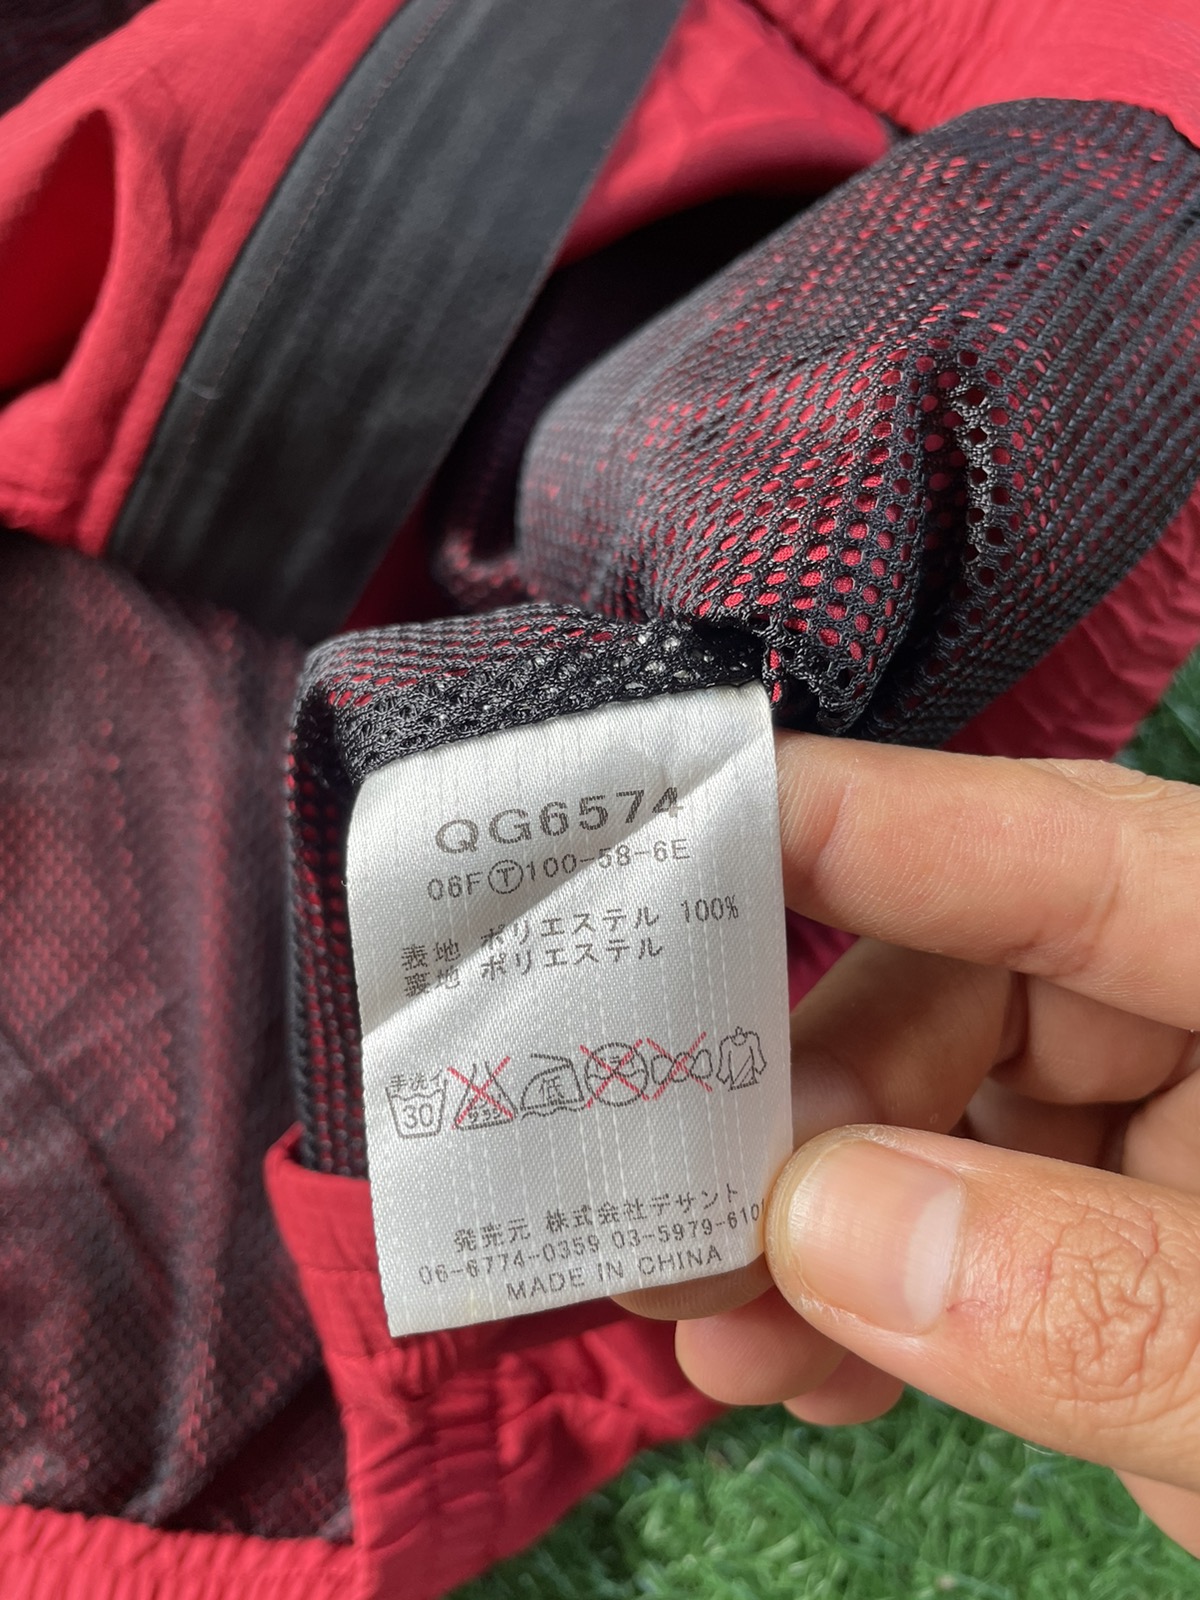 QG6574
06FⓉ100-58-6E
表地 ポリエステル 100%
裏地 ポリエステル
手洗イ
30
低
発売元 株式会社デサント
06-6774-0359 03-5979-610
MADE IN CHINA